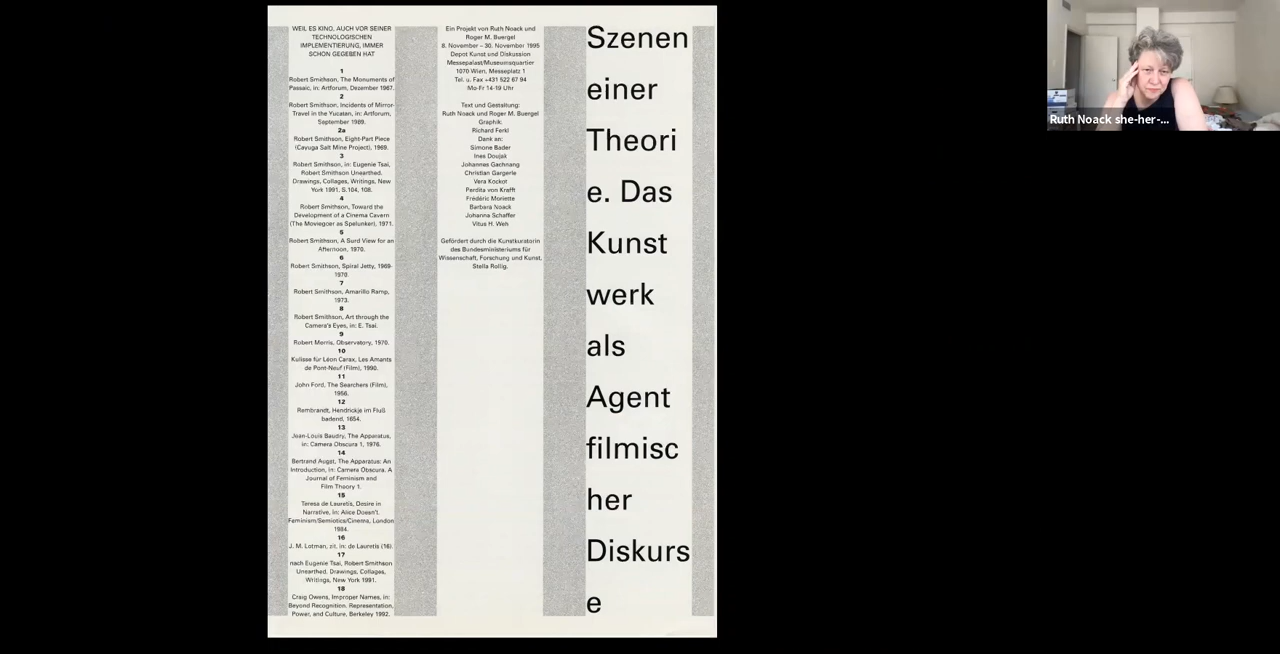 WEIL ES KINO, AUCH VOR SEINER
TECHNOLOGISCHEN
IMPLEMENTIERUNG, IMMER
SCHON GEGEBEN HAT
1
Robert Smithson, The Monuments of
Passaic, in: Artforum, Dezember 1967.
2
Robert Smithson, Incidents of Mirror-
Travel in the Yucatan, in: Artforum,
September 1969.
2a
Robert Smithson, Eight-Part Piece
(Cayuga Salt Mine Project), 1969.
3
Robert Smithson, in: Eugenie Tsai,
Robert Smithson Unearthed.
Drawings, Collages, Writings, New
York 1991. S.104, 108.
4
Robert Smithson, Toward the
Development of a Cinema Cavern
(The Moviegoer as Spelunker), 1971.
5
Robert Smithson, A Surd View for an
Afternoon, 1970.
6
Robert Smithson, Spiral Jetty, 1969-
1970.
7
Robert Smithson, Amarillo Ramp,
1973.
8
Robert Smithson, Art through the
Camera's Eyes, in: E. Tsai.
9
Robert Morris, Observatory, 1970.
10
Kulisse für Léon Carax, Les Amants
de Pont-Neuf (Film), 1990.
11
John Ford, The Searchers (Film),
1956.
12
Rembrandt, Hendrickje im Fluß
badend, 1654.
13
Jean-Louis Baudry, The Apparatus,
in: Camera Obscura 1, 1976.
14
Bertrand Augst, The Apparatus: An
Introduction, in: Camera Obscura. A
Journal of Feminism and
Film Theory 1.
15
Teresa de Lauretis, Desire in
Narrative, in: Alice Doesn't.
Feminism/Semiotics/Cinema, London
1984.
16
J. M. Lotman, zit. in: de Lauretis (16).
17
nach Eugenie Tsai, Robert Smithson
Unearthed. Drawings, Collages,
Writings, New York 1991.
18
Craig Owens, Improper Names, in:
Beyond Recognition. Representation,
Power, and Culture, Berkeley 1992.
Ein Projekt von Ruth Noack und
Roger M. Buergel
8. November – 30. November 1995
Depot Kunst und Diskussion
Messepalast/Museumsquartier
1070 Wien, Messeplatz 1
Tel. u. Fax +431 522 67 94
Mo-Fr 14-19 Uhr
Text und Gestaltung:
Ruth Noack und Roger M. Buergel
Graphik:
Richard Ferkl
Dank an:
Simone Bader
Ines Doujak
Johannes Gachnang
Christian Gargerle
Vera Kockot
Perdita von Krafft
Frédéric Moriette
Barbara Noack
Johanna Schaffer
Vitus H. Weh
Gefördert durch die Kunstkuratorin
des Bundesministeriums für
Wissenschaft, Forschung und Kunst,
Stella Rollig.
Szenen
einer
Theori
e. Das
Kunst
werk
als
Agent
filmisc
her
Diskurs
e
Ruth Noack she-her-...